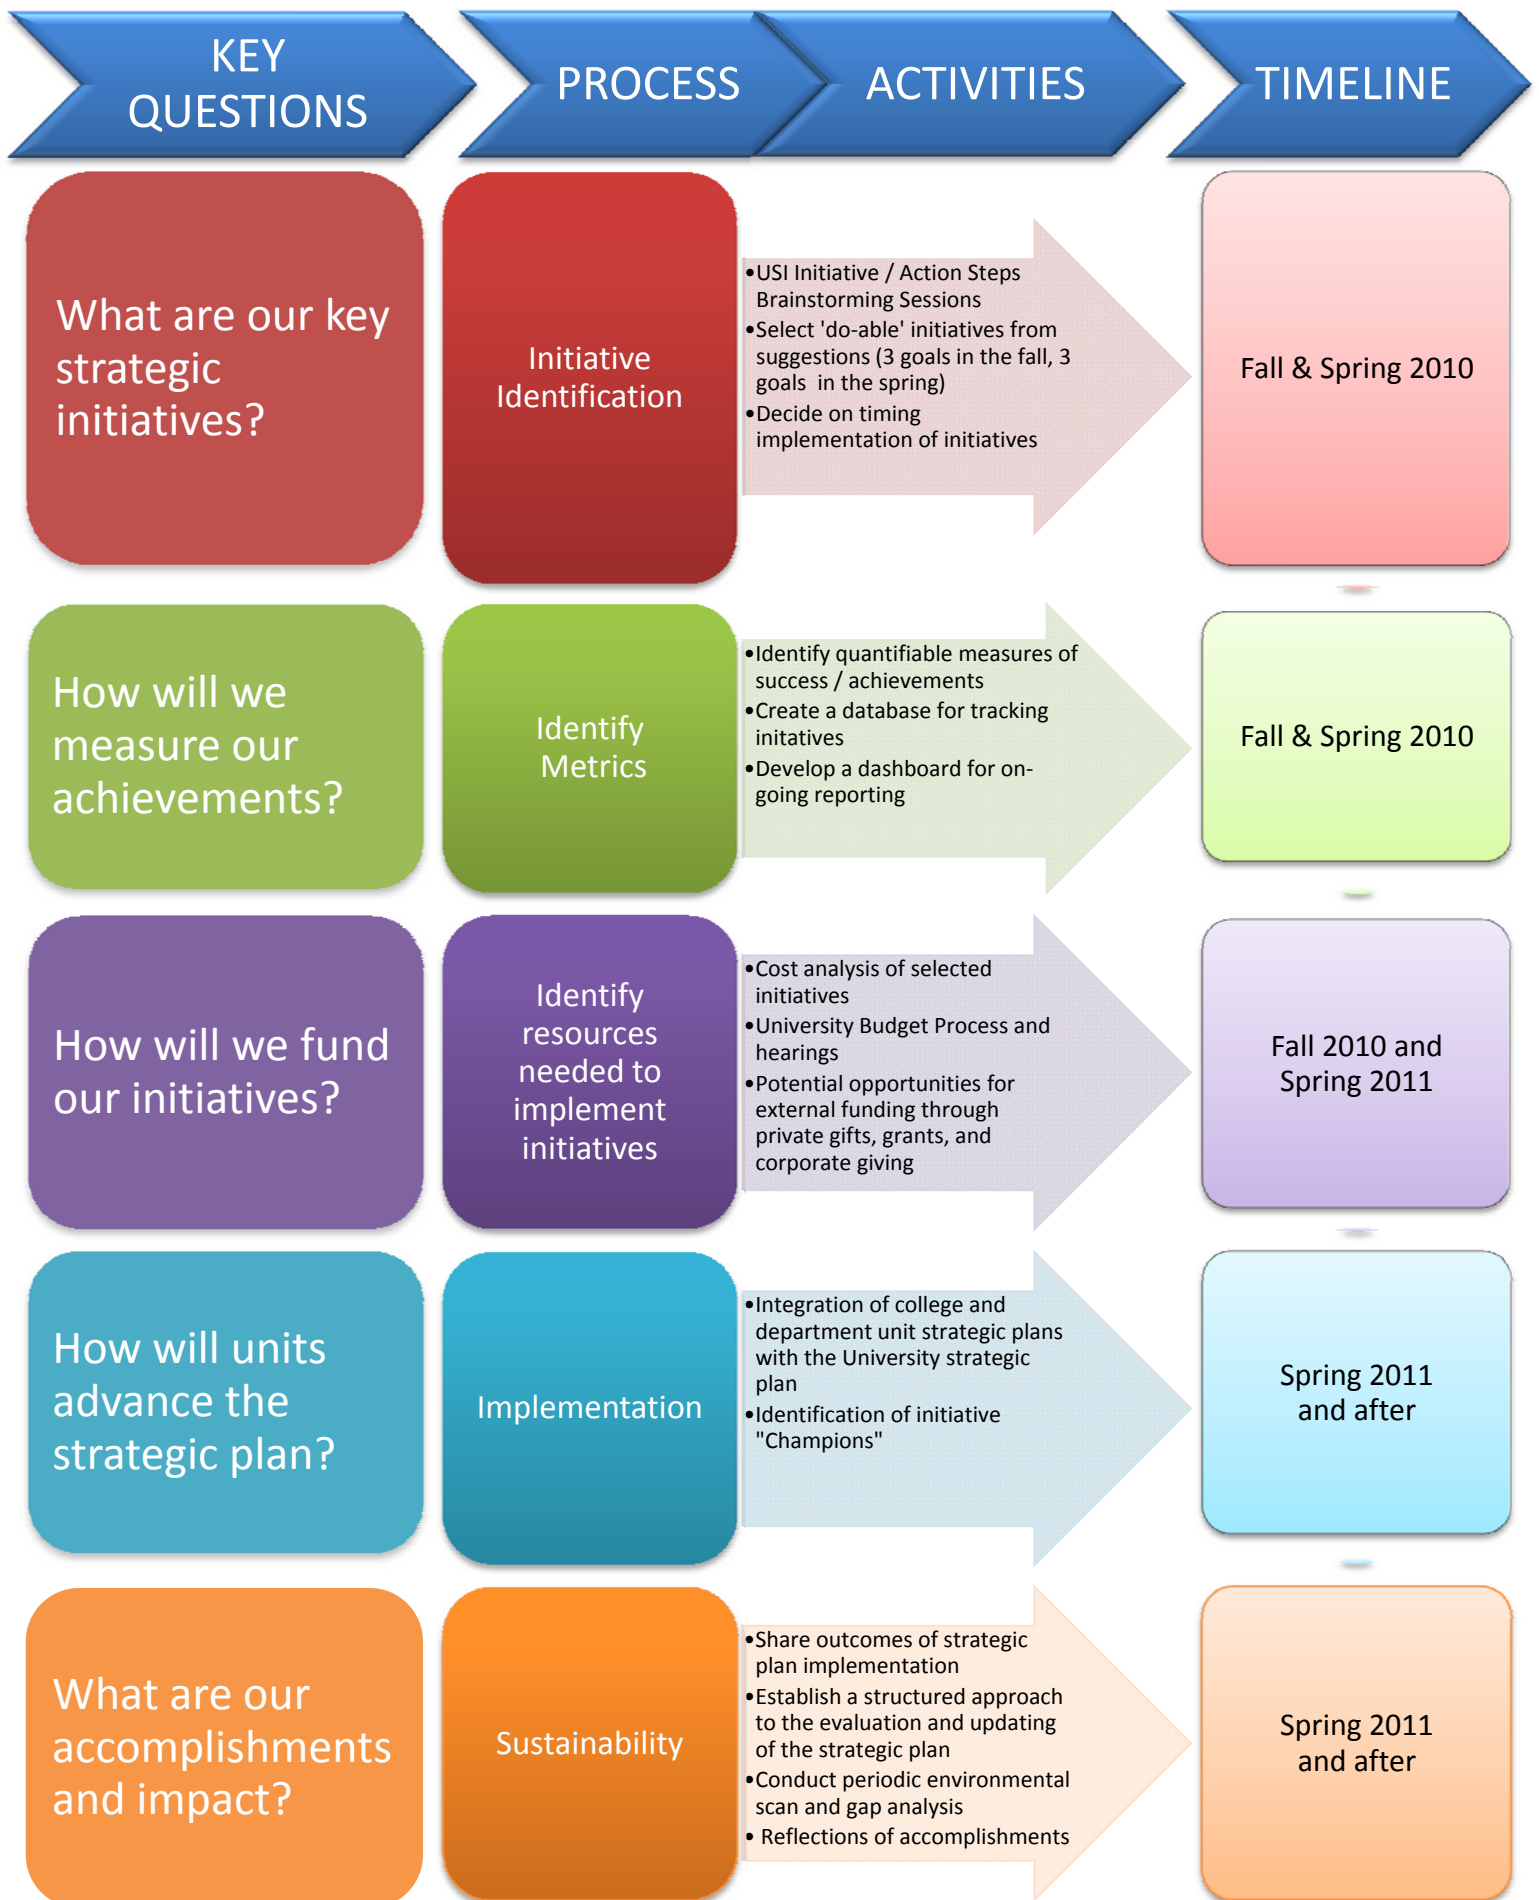 KEY
QUESTIONS
PROCESS
ACTIVITIES
TIMELINE
What are our key
strategic
initiatives?
Initiative
Identification
•USI Initiative / Action Steps
Brainstorming Sessions
•Select 'do-able' initiatives from
suggestions (3 goals in the fall, 3
goals in the spring)
•Decide on timing
implementation of initiatives
Fall & Spring 2010
How will we
measure our
achievements?
Identify
Metrics
•Identify quantifiable measures of
success / achievements
•Create a database for tracking
initatives
•Develop a dashboard for on-
going reporting
Fall & Spring 2010
How will we fund
our initiatives?
Identify
resources
needed to
implement
initiatives
•Cost analysis of selected
initiatives
•University Budget Process and
hearings
•Potential opportunities for
external funding through
private gifts, grants, and
corporate giving
Fall 2010 and
Spring 2011
How will units
advance the
strategic plan?
Implementation
•Integration of college and
department unit strategic plans
with the University strategic
plan
•Identification of initiative
"Champions"
Spring 2011
and after
What are our
accomplishments
and impact?
Sustainability
•Share outcomes of strategic
plan implementation
•Establish a structured approach
to the evaluation and updating
of the strategic plan
•Conduct periodic environmental
scan and gap analysis
• Reflections of accomplishments
Spring 2011
and after